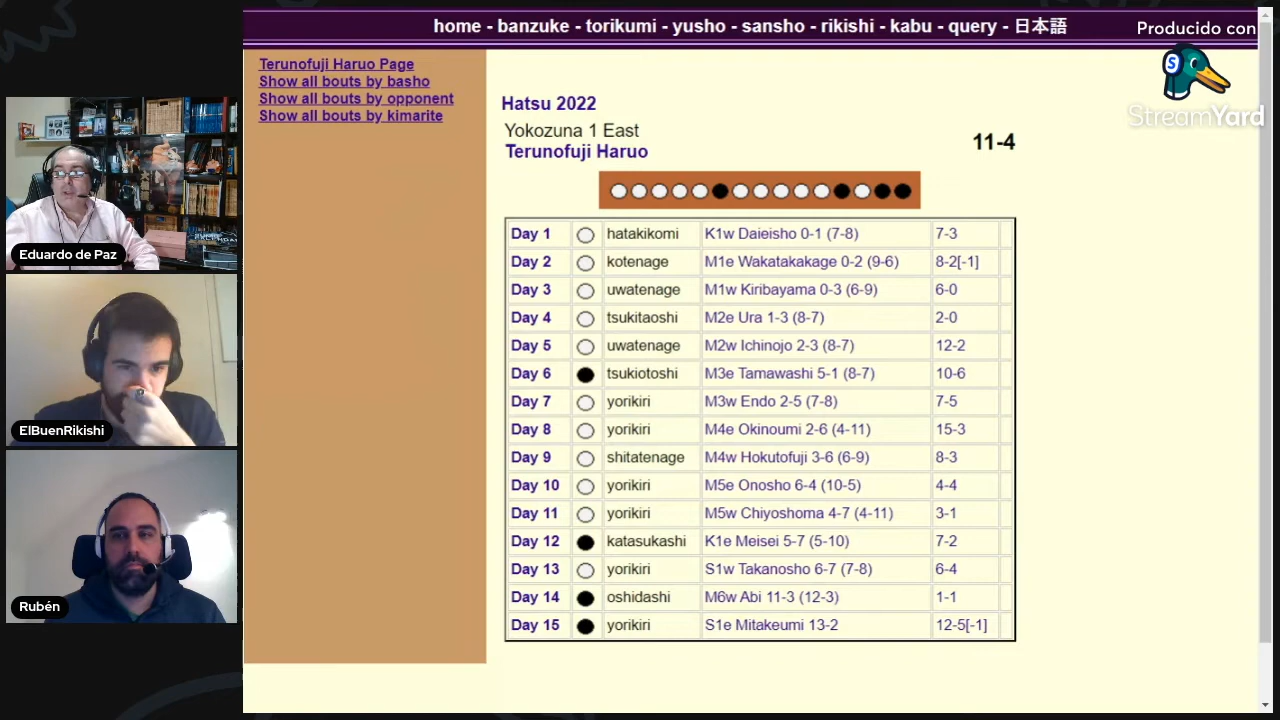 home - banzuke - torikumi - yusho - sansho - rikishi - kabu - query - 日本語
Producido con
StreamYard
Terunofuji Haruo Page
Show all bouts by basho
Show all bouts by opponent
Show all bouts by kimarite
Hatsu 2022
Yokozuna 1 East
Terunofuji Haruo
11-4
Day 1 hatakikomi K1w Daieisho 0-1 (7-8) 7-3
Day 2 kotenage M1e Wakatakakage 0-2 (9-6) 8-2[-1]
Day 3 uwatenage M1w Kiribayama 0-3 (6-9) 6-0
Day 4 tsukitaoshi M2e Ura 1-3 (8-7) 2-0
Day 5 uwatenage M2w Ichinojo 2-3 (8-7) 12-2
Day 6 tsukiotoshi M3e Tamawashi 5-1 (8-7) 10-6
Day 7 yorikiri M3w Endo 2-5 (7-8) 7-5
Day 8 yorikiri M4e Okinoumi 2-6 (4-11) 15-3
Day 9 shitatenage M4w Hokutofuji 3-6 (6-9) 8-3
Day 10 yorikiri M5e Onosho 6-4 (10-5) 4-4
Day 11 yorikiri M5w Chiyoshoma 4-7 (4-11) 3-1
Day 12 katasukashi K1e Meisei 5-7 (5-10) 7-2
Day 13 yorikiri S1w Takanosho 6-7 (7-8) 6-4
Day 14 oshidashi M6w Abi 11-3 (12-3) 1-1
Day 15 yorikiri S1e Mitakeumi 13-2 12-5[-1]
Eduardo de Paz
ElBuenRikishi
Rubén